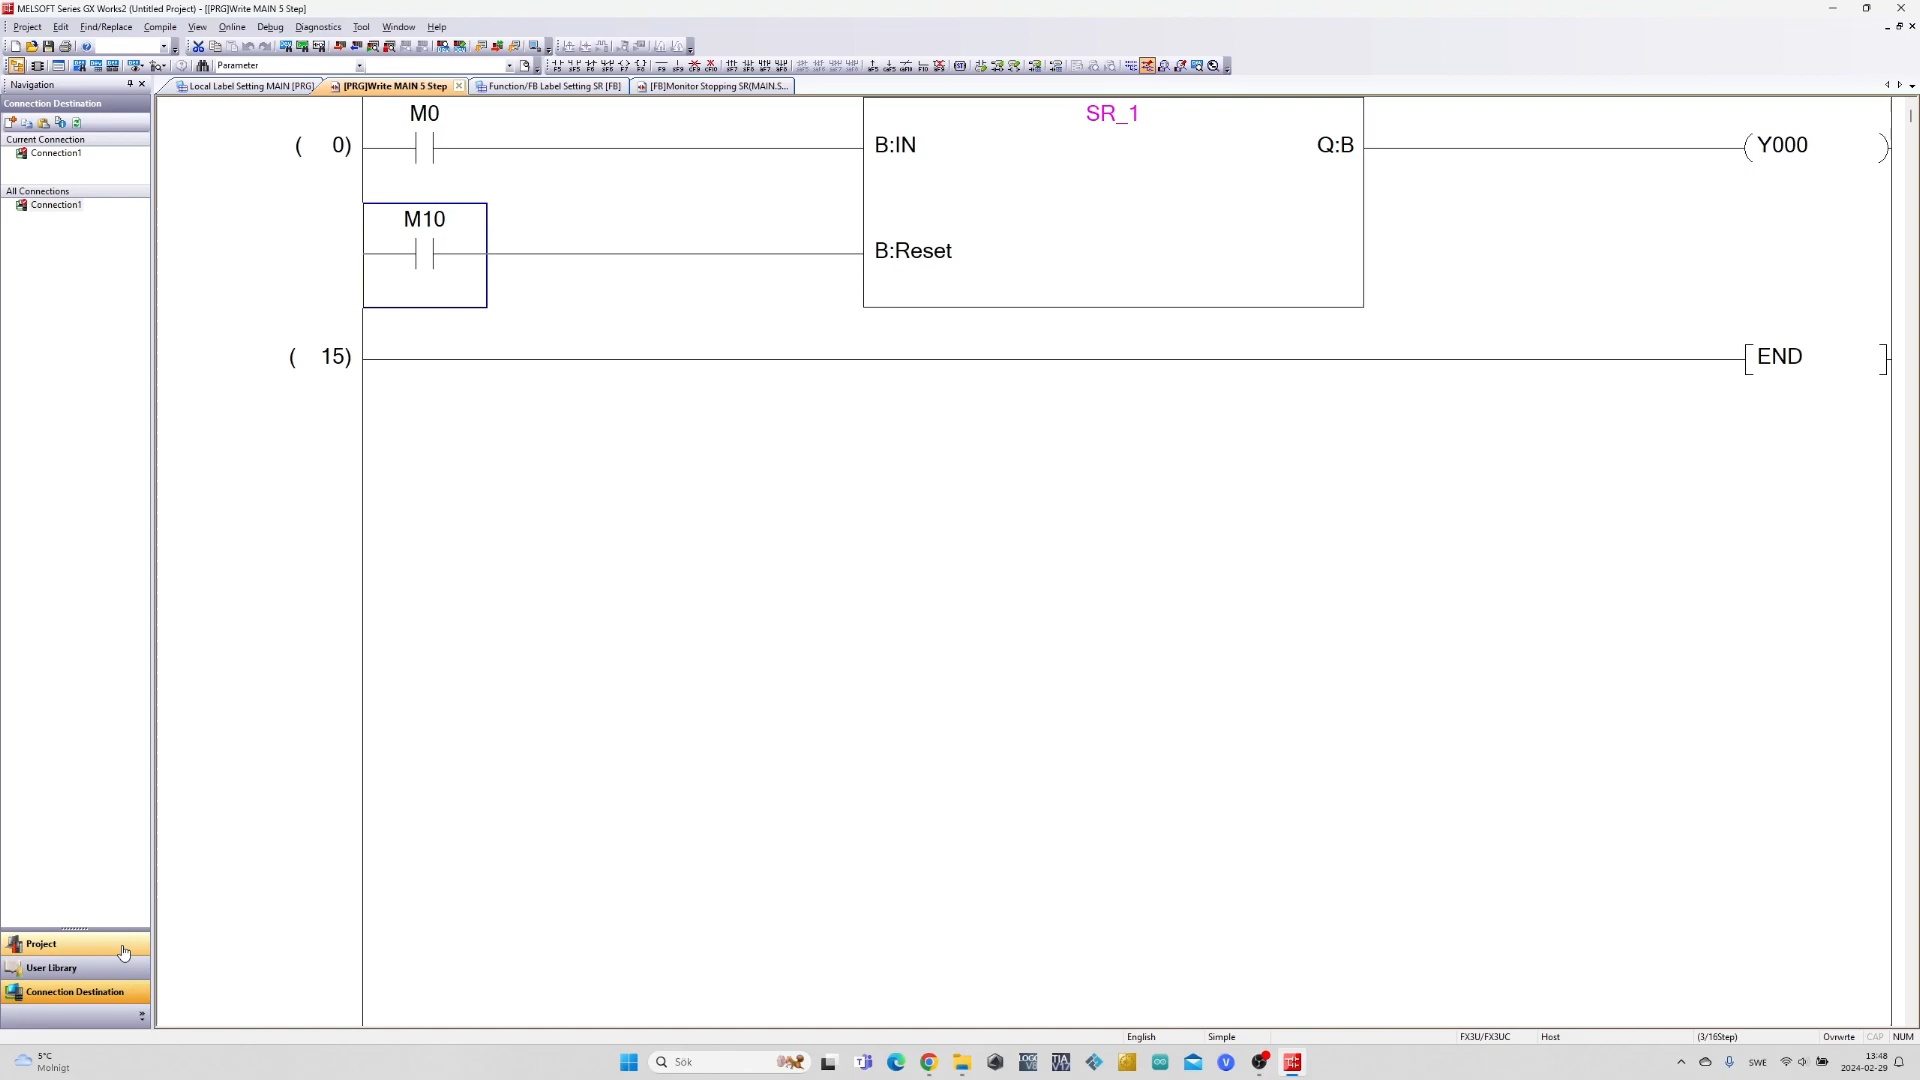 MELSOFT Series GX Works2 (Untitled Project) - [[PRG]Write MAIN 5 Step]
Project Edit Find/Replace Compile View Online Debug Diagnostics Tool Window Help
Parameter
Navigation
Local Label Setting MAIN [PRG]
[PRG]Write MAIN 5 Step
Function/FB Label Setting SR [FB]
[FB]Monitor Stopping SR(MAIN.S...
Connection Destination
Current Connection
Connection1
All Connections
Connection1
M0
SR_1
( 0)
B:IN
Q:B
Y000
M10
B:Reset
( 15)
END
Project
User Library
Connection Destination
English
Simple
FX3U/FX3UC
Host
(3/16Step)
Ovrwrte
CAP
NUM
5°C
Molnigt
Sök
SWE
13:48
2024-02-29